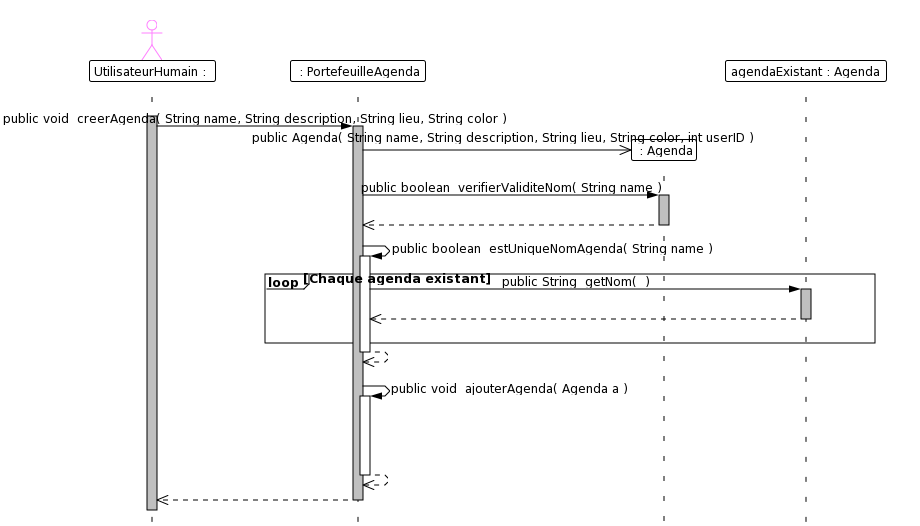 UtilisateurHumain :
: PortefeuilleAgenda
agendaExistant : Agenda
public void creerAgenda( String name, String description, String lieu, String color )
public Agenda( String name, String description, String lieu, String color, int userID )
: Agenda
public boolean verifierValiditeNom( String name )
public boolean estUniqueNomAgenda( String name )
loop
[Chaque agenda existant]
public String getNom( )
public void ajouterAgenda( Agenda a )